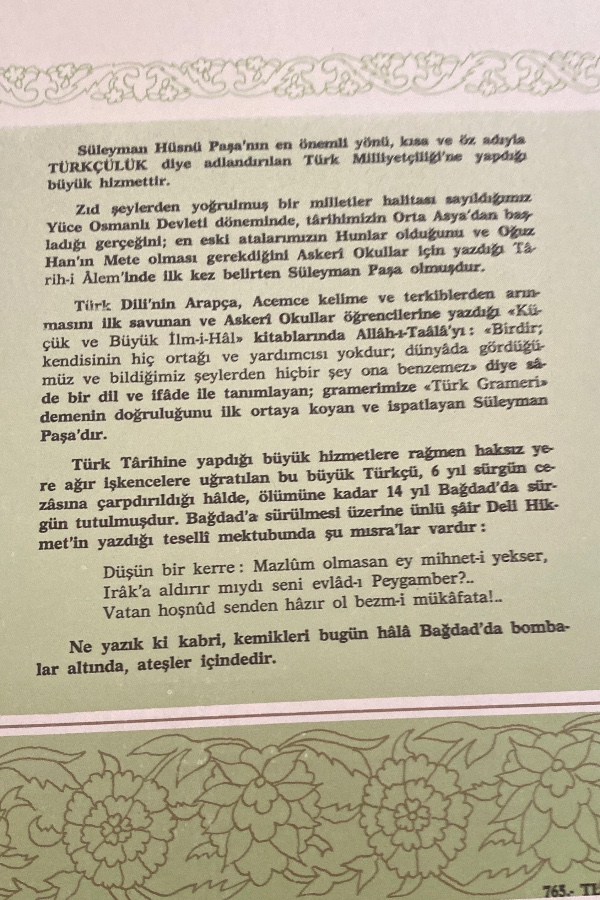 Süleyman Hüsnü Paşa'nın en önemli yönü, kısa ve öz adıyla
TÜRKÇÜLÜK diye adlandırılan Türk Milliyetçiliği'ne yapdığı
büyük hizmettir.
Zıd şeylerden yoğrulmuş bir milletler halitası sayıldığımız
Yüce Osmanlı Devleti döneminde, târihimizin Orta Asya'dan baş-
ladığı gerçeğini; en eski atalarımızın Hunlar olduğunu ve Oğuz
Han'ın Mete olması gerekdiğini Askerî Okullar için yazdığı Tâ-
rih-i Âlem'inde ilk kez belirten Süleyman Paşa olmuşdur.
Türk Dili'nin Arapça, Acemce kelime ve terkiblerden arın-
masını ilk savunan ve Askerî Okullar öğrencilerine yazdığı «Kü-
çük ve Büyük İlm-i-Hâl» kitablarında Allâh-ı-Taâlâ'yı: «Birdir;
kendisinin hiç ortağı ve yardımcısı yokdur; dünyâda gördüğü-
müz ve bildiğimiz şeylerden hiçbir şey ona benzemez» diye sâ-
de bir dil ve ifâde ile tanımlayan; gramerimize «Türk Grameri»
demenin doğruluğunu ilk ortaya koyan ve ispatlayan Süleyman
Paşa'dır.
Türk Târihine yapdığı büyük hizmetlere rağmen haksız ye-
re ağır işkencelere uğratılan bu büyük Türkçü, 6 yıl sürgün ce-
zâsına çarpdırıldığı hâlde, ölümüne kadar 14 yıl Bağdad'da sür-
gün tutulmuşdur. Bağdad'a sürülmesi üzerine ünlü şâir Deli Hik-
met'in yazdığı tesellî mektubunda şu mısra'lar vardır:
Düşün bir kerre: Mazlûm olmasan ey mihnet-i yekser,
Irâk'a aldırır mıydı seni evlâd-ı Peygamber?..
Vatan hoşnûd senden hâzır ol bezm-i mükâfata!..
Ne yazık ki kabri, kemikleri bugün hâlâ Bağdad'da bomba-
lar altında, ateşler içindedir.
765.- TL